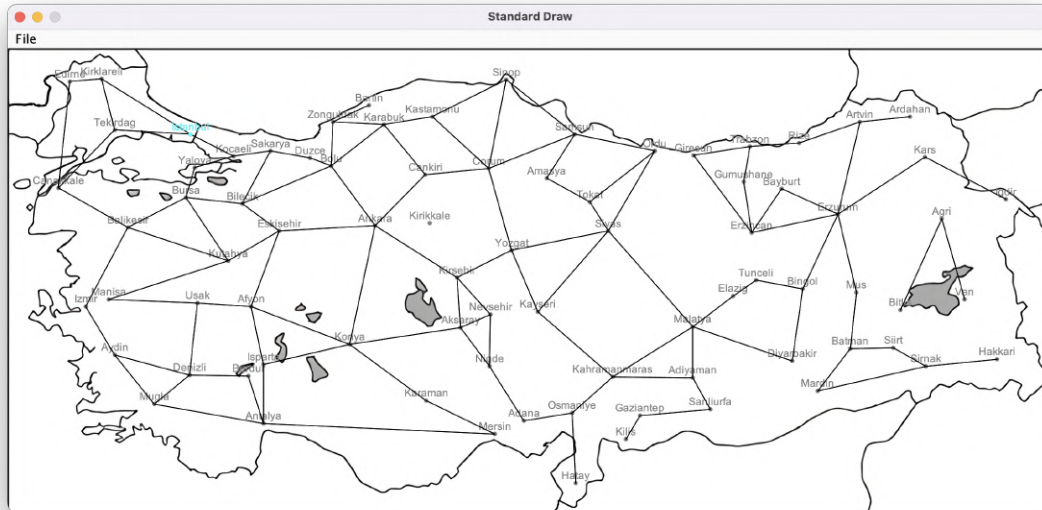 Standard Draw
File
Sinop
Kirklareli
Edirne
Bartin
Zonguldak
Kastamonu
Karabuk
Ardahan
Artvin
Tekirdag
Istanbul
Samsun
Rize
Trabzon
Ordu
Giresun
Kocaeli
Sakarya
Duzce
Bolu
Yalova
Corum
Kars
Cankiri
Amasya
Gumushane
Bayburt
Canakkale
Bursa
Bilecik
Tokat
Igdir
Balikesir
Eskisehir
Ankara
Kirikkale
Sivas
Erzincan
Erzurum
Agri
Yozgat
Kutahya
Kirsehir
Tunceli
Bingol
Elazig
Mus
Bitlis
Van
Izmir
Manisa
Usak
Afyon
Nevsehir
Kayseri
Aksaray
Malatya
Konya
Aydin
Isparta
Nigde
Diyarbakir
Batman
Siirt
Sirnak
Hakkari
Denizli
Burdur
Kahramanmaras
Adiyaman
Mardin
Mugla
Karaman
Antalya
Adana
Osmaniye
Gaziantep
Sanliurfa
Mersin
Kilis
Hatay